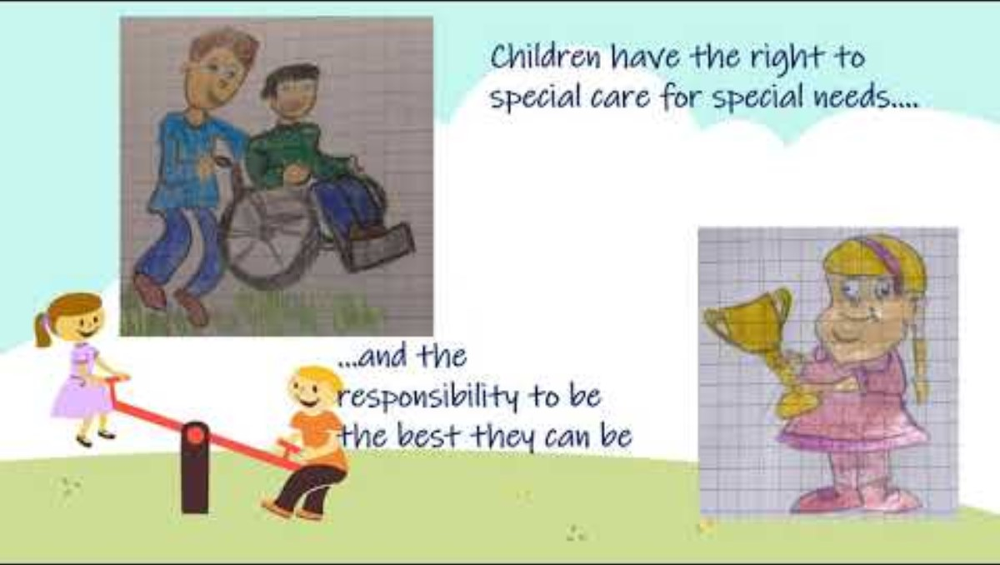 Children have the right to
special care for special needs....
...and the
responsibility to be
the best they can be